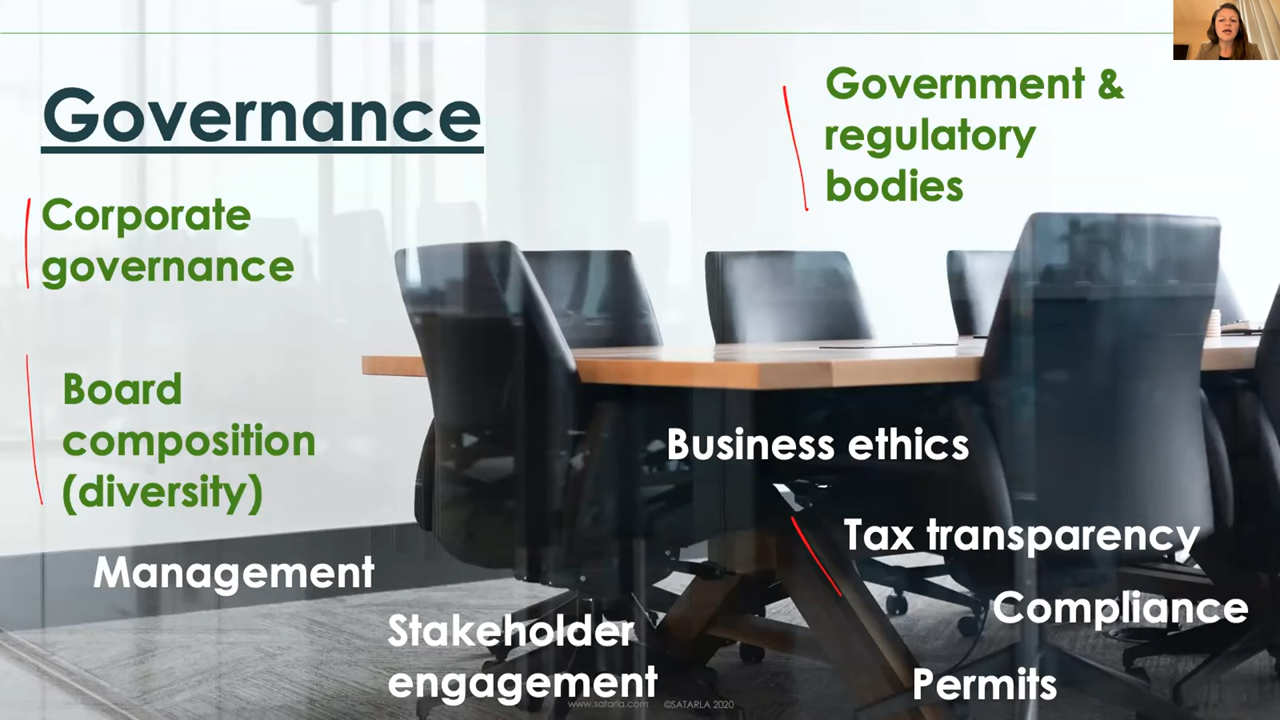 Governance
Government &
regulatory
bodies
Corporate
governance
Board
composition
(diversity)
Business ethics
Tax transparency
Management
Compliance
Stakeholder
engagement
Permits
www.satarla.com ©SATARLA 2020